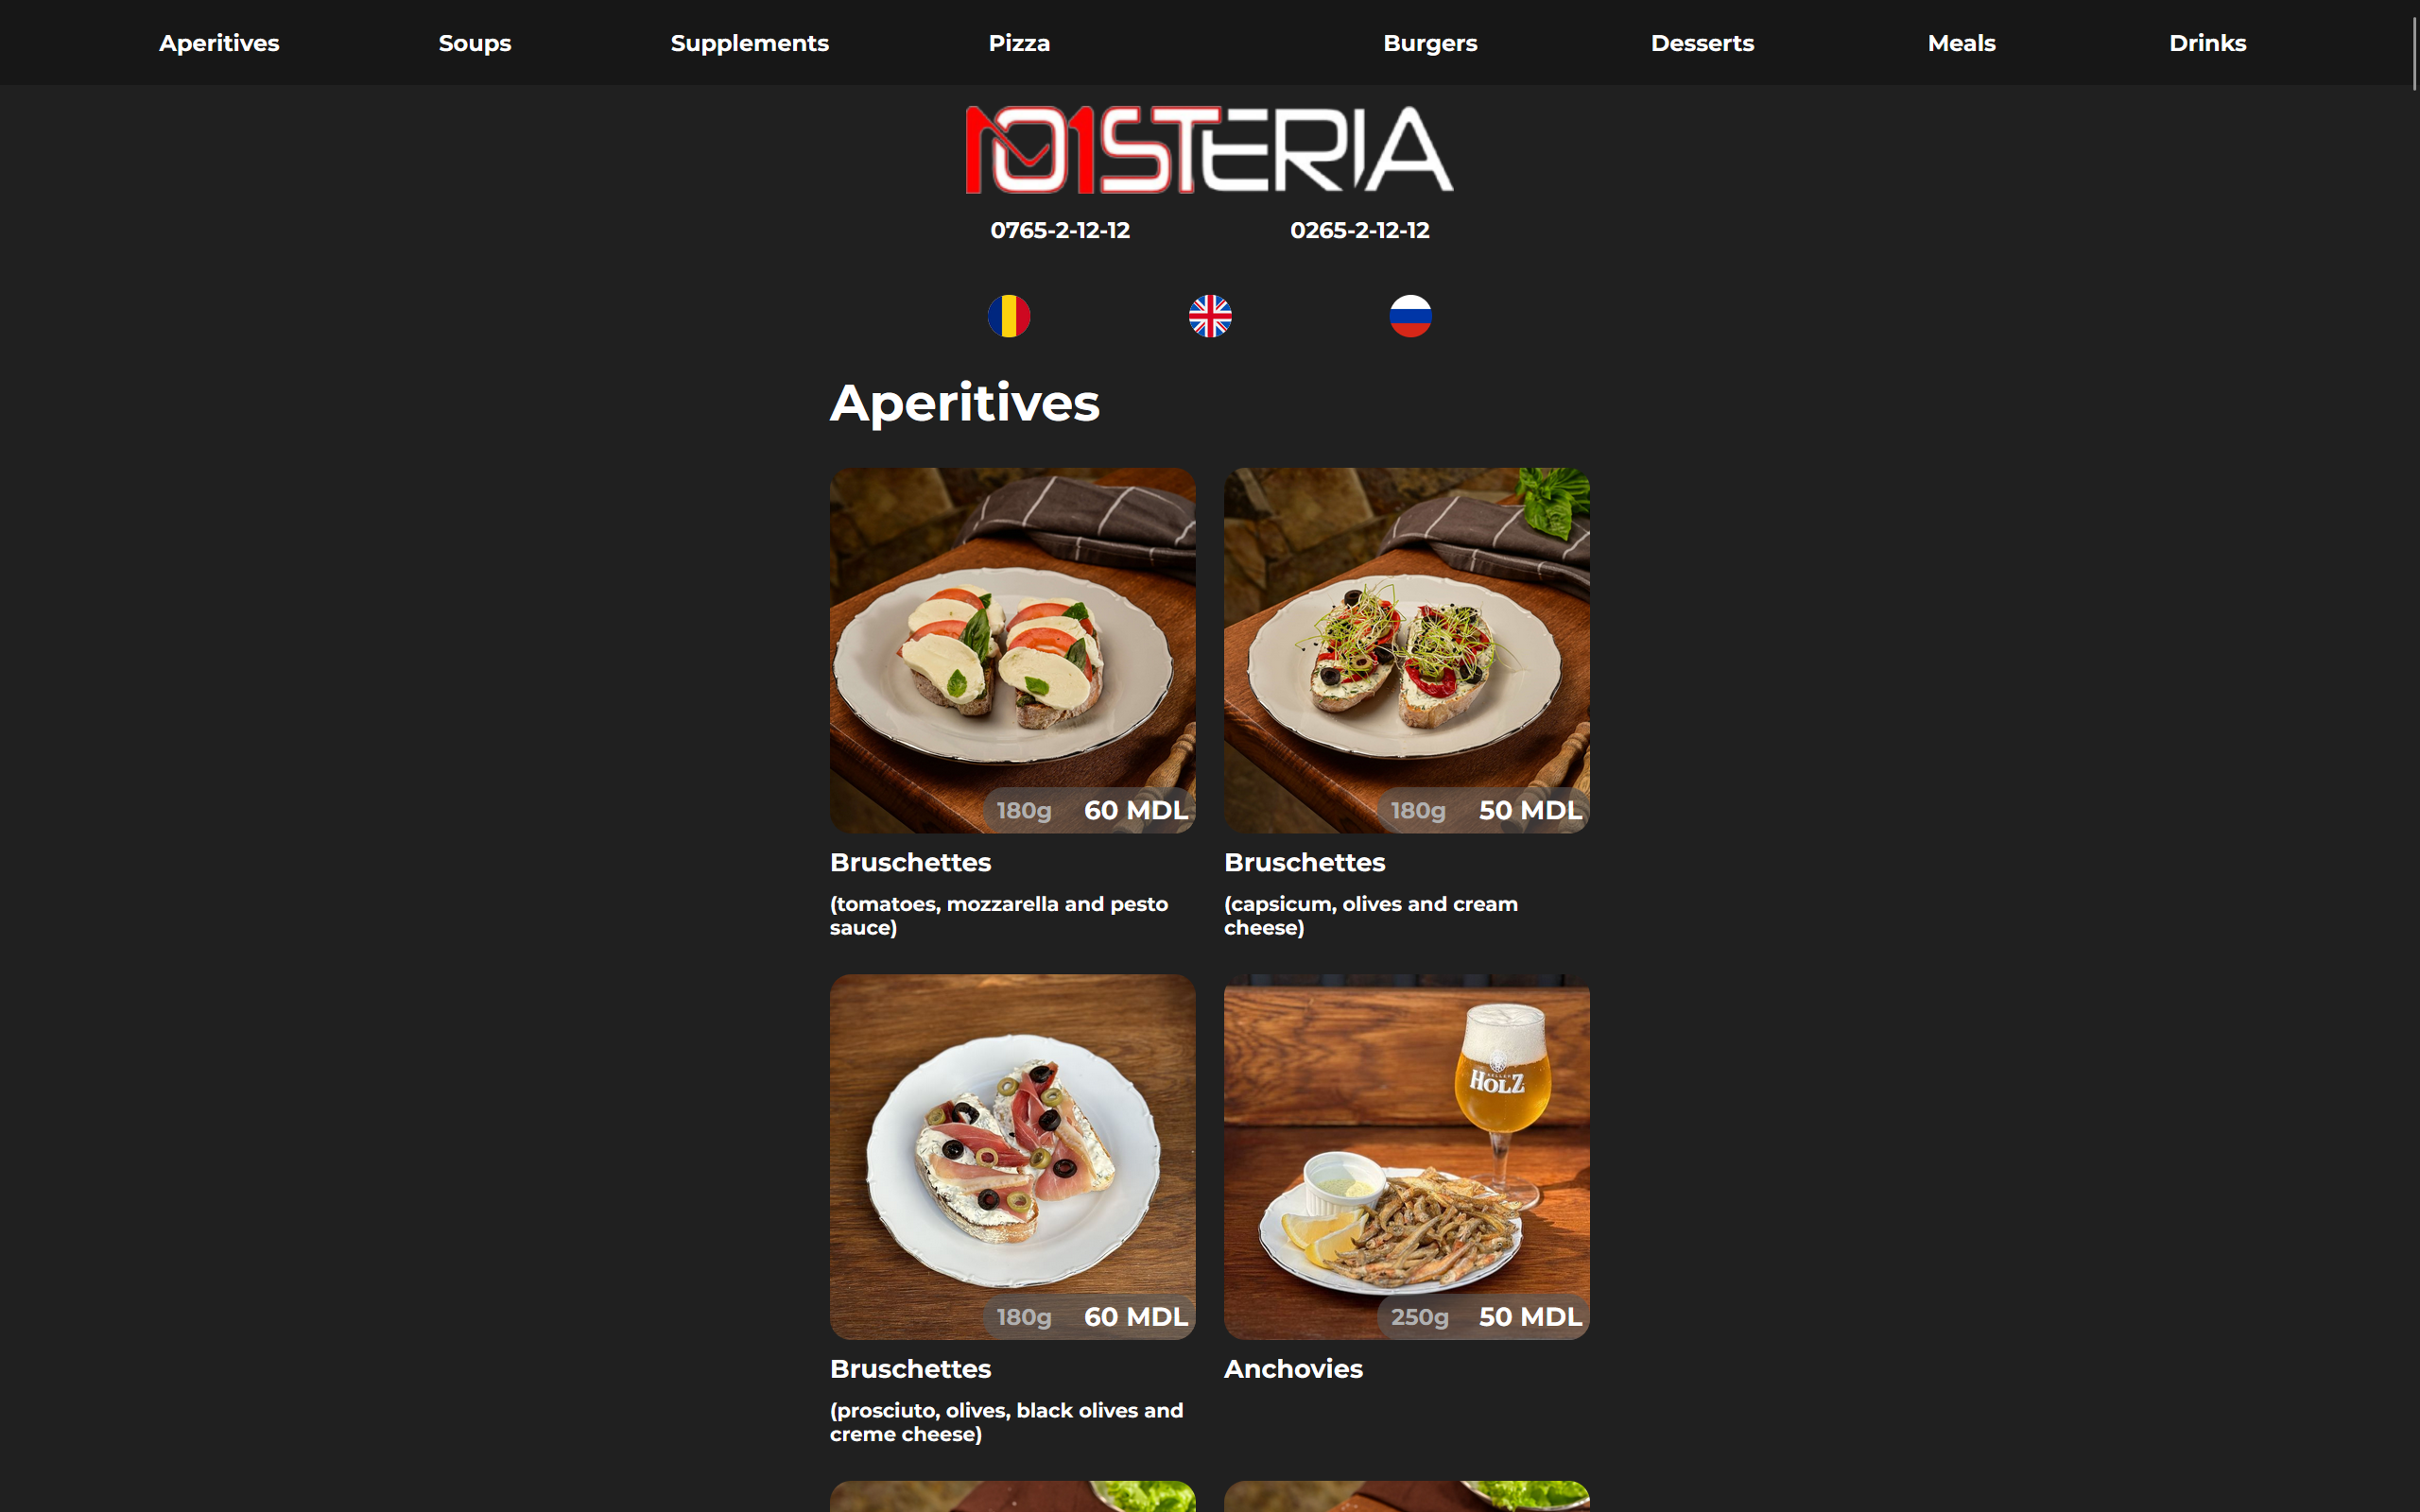 Aperitives Soups Supplements Pizza Burgers Desserts Meals Drinks
MO1STERIA
0765-2-12-12 0265-2-12-12
Aperitives
180g 60 MDL
180g 50 MDL
Bruschettes
(tomatoes, mozzarella and pesto
sauce)
Bruschettes
(capsicum, olives and cream
cheese)
HOLZ
180g 60 MDL
250g 50 MDL
Bruschettes
(prosciuto, olives, black olives and
creme cheese)
Anchovies